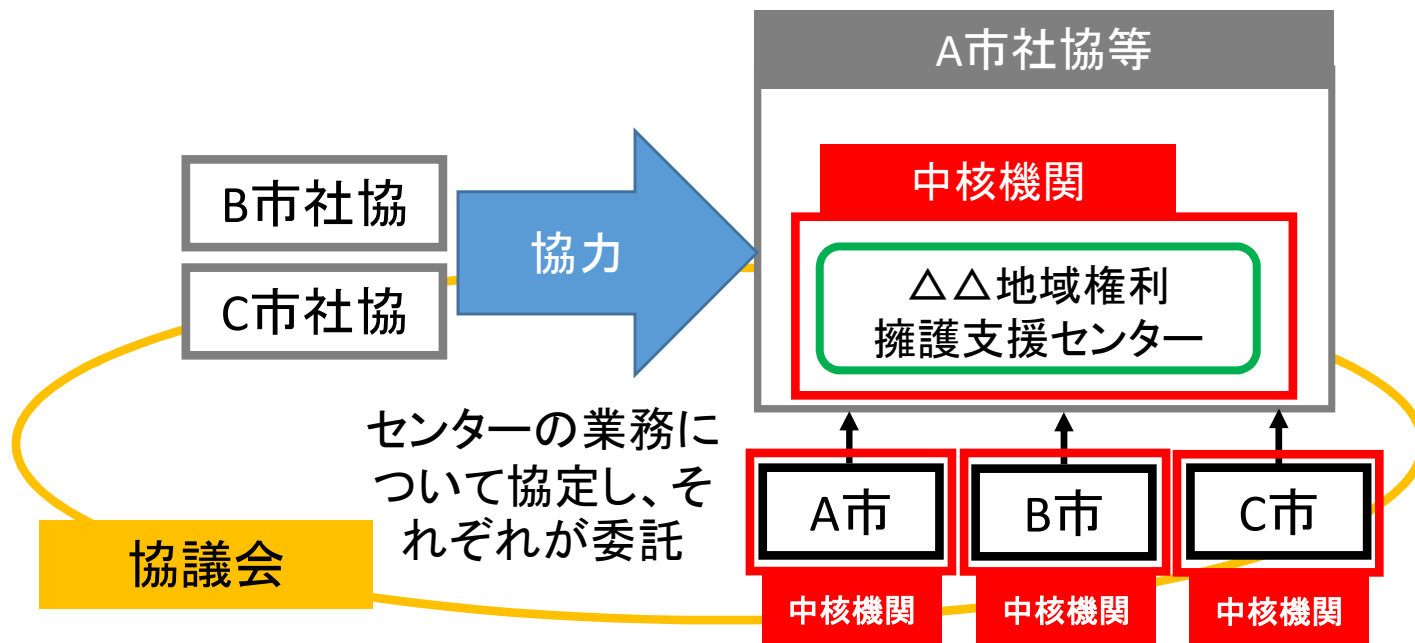 A市社協等
中核機関
B市社協
C市社協
協力
△△地域権利
擁護支援センター
センターの業務に
ついて協定し、そ
れぞれが委託
A市
B市
C市
協議会
中核機関
中核機関
中核機関